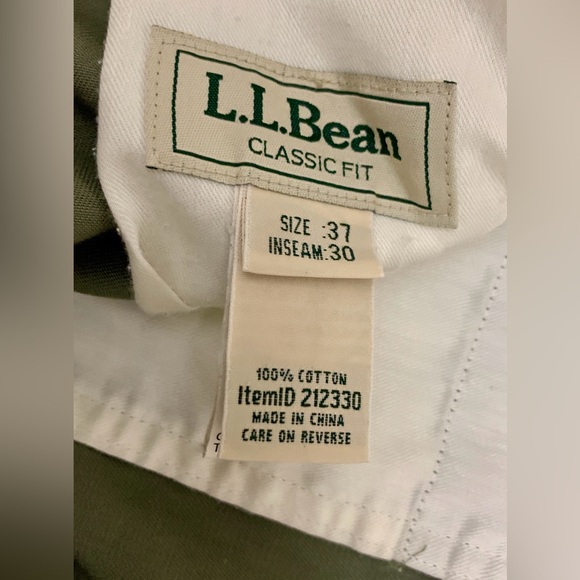 L.L.Bean
CLASSIC FIT
SIZE :37
INSEAM:30
100% COTTON
ItemID 212330
MADE IN CHINA
CARE ON REVERSE